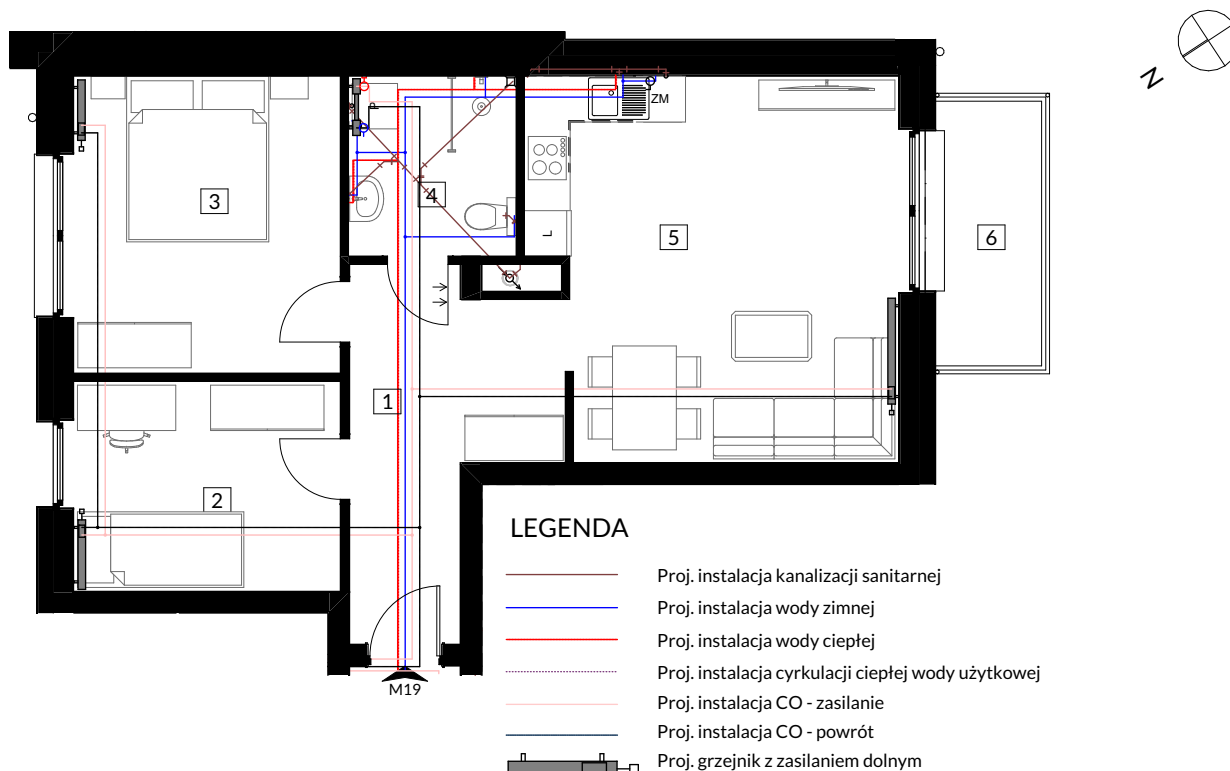 N
ZM
3
4
5
6
L
1
2
M19
LEGENDA
Proj. instalacja kanalizacji sanitarnej
Proj. instalacja wody zimnej
Proj. instalacja wody ciepłej
Proj. instalacja cyrkulacji ciepłej wody użytkowej
Proj. instalacja CO - zasilanie
Proj. instalacja CO - powrót
Proj. grzejnik z zasilaniem dolnym